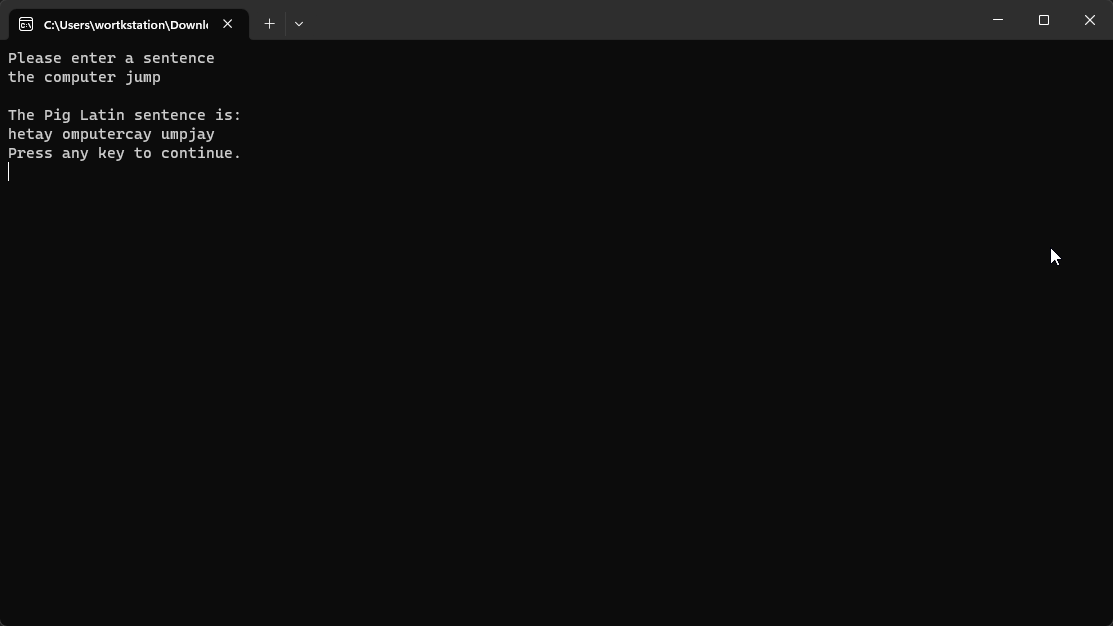 C:\Users\wortkstation\Downl
Please enter a sentence
the computer jump
The Pig Latin sentence is:
hetay omputercay umpjay
Press any key to continue.